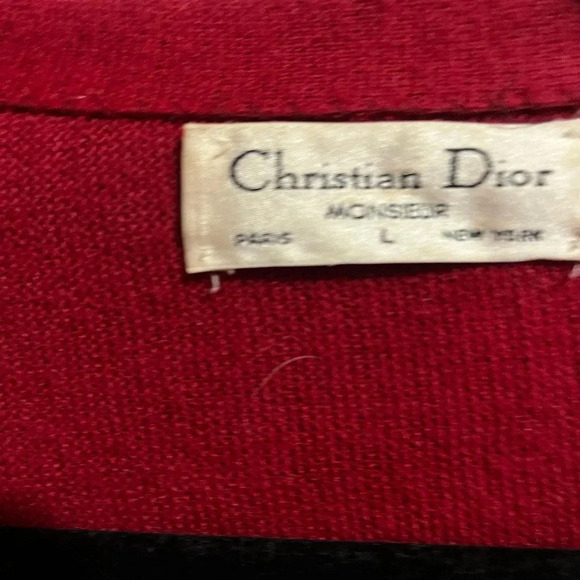 Christian Dior
MONSIEUR
PARIS L NEW YORK